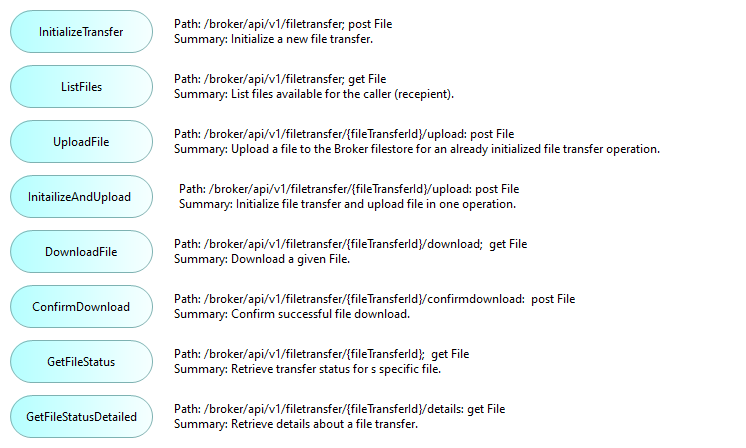 InitializeTransfer
Path: /broker/api/v1/filetransfer; post File
Summary: Initialize a new file transfer.
ListFiles
Path: /broker/api/v1/filetransfer; get File
Summary: List files available for the caller (recepient).
UploadFile
Path: /broker/api/v1/filetransfer/{fileTransferId}/upload: post File
Summary: Upload a file to the Broker filestore for an already initialized file transfer operation.
InitailizeAndUpload
Path: /broker/api/v1/filetransfer/{fileTransferId}/upload: post File
Summary: Initialize file transfer and upload file in one operation.
DownloadFile
Path: /broker/api/v1/filetransfer/{fileTransferId}/download;  get File
Summary: Download a given File.
ConfirmDownload
Path: /broker/api/v1/filetransfer/{fileTransferId}/confirmdownload:  post File
Summary: Confirm successful file download.
GetFileStatus
Path: /broker/api/v1/filetransfer/{fileTransferId};  get File
Summary: Retrieve transfer status for s specific file.
GetFileStatusDetailed
Path: /broker/api/v1/filetransfer/{fileTransferId}/details: get File
Summary: Retrieve details about a file transfer.